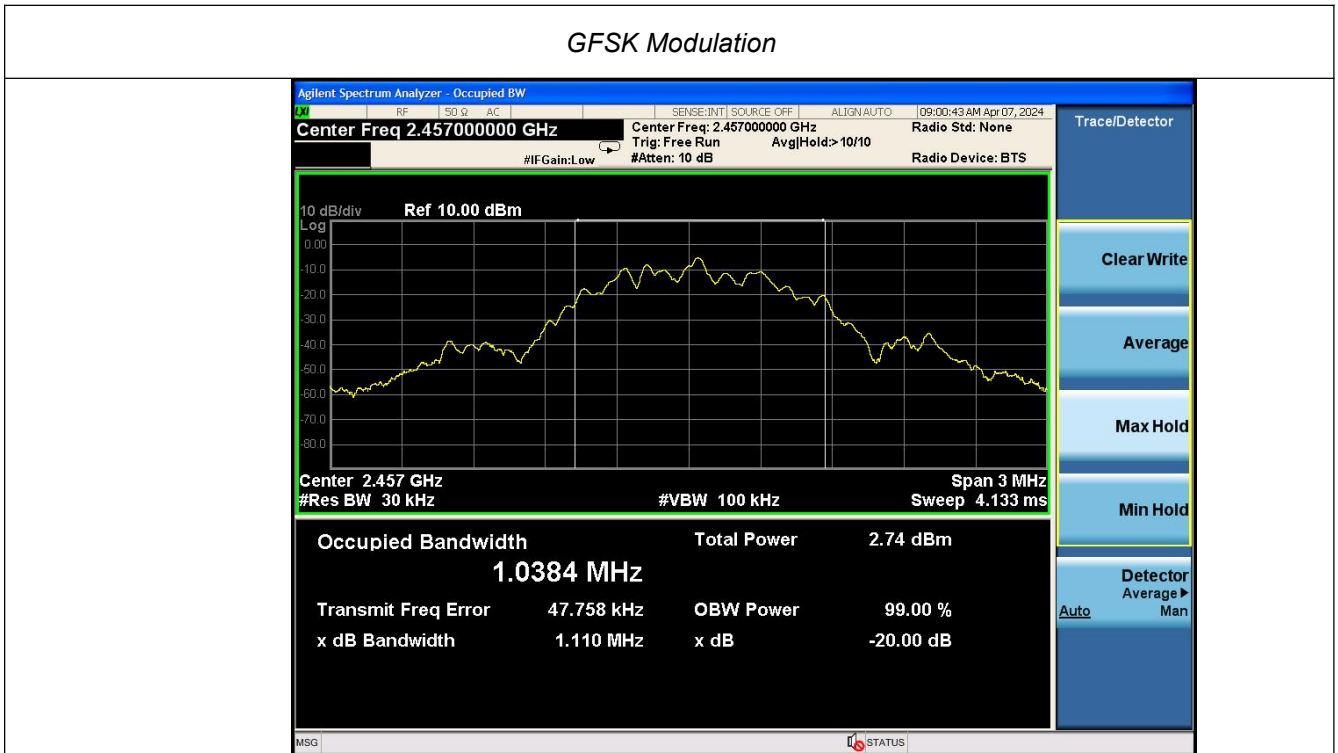 GFSK Modulation
Agilent Spectrum Analyzer - Occupied BW
LXI RF 50 Ω AC SENSE:INT SOURCE OFF ALIGN AUTO 09:00:43 AM Apr 07, 2024
Center Freq 2.457000000 GHz Center Freq: 2.457000000 GHz Radio Std: None
Trig: Free Run Avg|Hold:>10/10
#IFGain:Low #Atten: 10 dB Radio Device: BTS
10 dB/div Ref 10.00 dBm
Log
0.00
-10.0
-20.0
-30.0
-40.0
-50.0
-60.0
-70.0
-80.0
Center 2.457 GHz Span 3 MHz
#Res BW 30 kHz #VBW 100 kHz Sweep 4.133 ms
Occupied Bandwidth Total Power 2.74 dBm
1.0384 MHz
Transmit Freq Error 47.758 kHz OBW Power 99.00 %
x dB Bandwidth 1.110 MHz x dB -20.00 dB
MSG STATUS
Trace/Detector
Clear Write
Average
Max Hold
Min Hold
Detector
Average▶
Auto Man